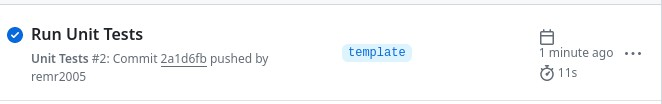 Run Unit Tests
Unit Tests #2: Commit 2a1d6fb pushed by
remr2005
template
1 minute ago
11s